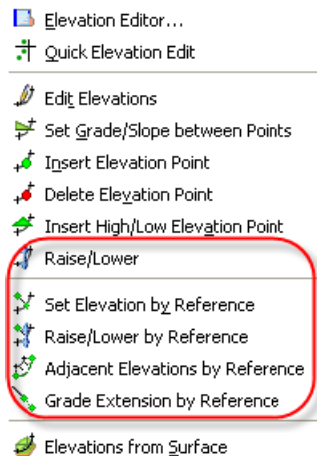 Elevation Editor...
Quick Elevation Edit
Edit Elevations
Set Grade/Slope between Points
Insert Elevation Point
Delete Elevation Point
Insert High/Low Elevation Point
Raise/Lower
Set Elevation by Reference
Raise/Lower by Reference
Adjacent Elevations by Reference
Grade Extension by Reference
Elevations from Surface